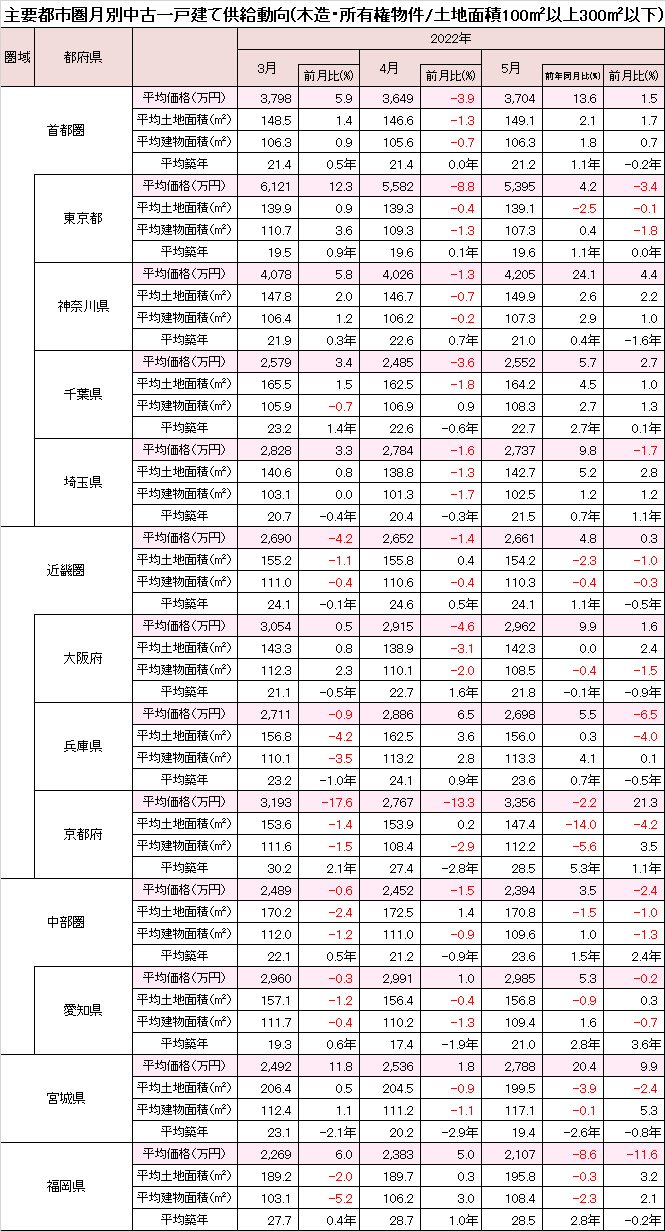 主要都市圏月別中古一戸建て供給動向(木造・所有権物件/土地面積100㎡以上300㎡以下)
圏域 都府県 2022年
3月 前月比(%) 4月 前月比(%) 5月 前年同月比(%) 前月比(%)
首都圏
平均価格(万円) 3,798 5.9 3,649 -3.9 3,704 13.6 1.5
平均土地面積(㎡) 148.5 1.4 146.6 -1.3 149.1 2.1 1.7
平均建物面積(㎡) 106.3 0.9 105.6 -0.7 106.3 1.8 0.7
平均築年 21.4 0.5年 21.4 0.0年 21.2 1.1年 -0.2年
東京都
平均価格(万円) 6,121 12.3 5,582 -8.8 5,395 4.2 -3.4
平均土地面積(㎡) 139.9 0.9 139.3 -0.4 139.1 -2.5 -0.1
平均建物面積(㎡) 110.7 3.6 109.3 -1.3 107.3 0.4 -1.8
平均築年 19.5 0.9年 19.6 0.1年 19.6 1.1年 0.0年
神奈川県
平均価格(万円) 4,078 5.8 4,026 -1.3 4,205 24.1 4.4
平均土地面積(㎡) 147.8 2.0 146.7 -0.7 149.9 2.6 2.2
平均建物面積(㎡) 106.4 1.2 106.2 -0.2 107.3 2.9 1.0
平均築年 21.9 0.3年 22.6 0.7年 21.0 0.4年 -1.6年
千葉県
平均価格(万円) 2,579 3.4 2,485 -3.6 2,552 5.7 2.7
平均土地面積(㎡) 165.5 1.5 162.5 -1.8 164.2 4.5 1.0
平均建物面積(㎡) 105.9 -0.7 106.9 0.9 108.3 2.7 1.3
平均築年 23.2 1.4年 22.6 -0.6年 22.7 2.7年 0.1年
埼玉県
平均価格(万円) 2,828 3.3 2,784 -1.6 2,737 9.8 -1.7
平均土地面積(㎡) 140.6 0.8 138.8 -1.3 142.7 5.2 2.8
平均建物面積(㎡) 103.1 0.0 101.3 -1.7 102.5 1.2 1.2
平均築年 20.7 -0.4年 20.4 -0.3年 21.5 0.7年 1.1年
近畿圏
平均価格(万円) 2,690 -4.2 2,652 -1.4 2,661 4.8 0.3
平均土地面積(㎡) 155.2 -1.1 155.8 0.4 154.2 -2.3 -1.0
平均建物面積(㎡) 111.0 -0.4 110.6 -0.4 110.3 -0.4 -0.3
平均築年 24.1 -0.1年 24.6 0.5年 24.1 1.1年 -0.5年
大阪府
平均価格(万円) 3,054 0.5 2,915 -4.6 2,962 9.9 1.6
平均土地面積(㎡) 143.3 0.8 138.9 -3.1 142.3 0.0 2.4
平均建物面積(㎡) 112.3 2.3 110.1 -2.0 108.5 -0.4 -1.5
平均築年 21.1 -0.5年 22.7 1.6年 21.8 -0.1年 -0.9年
兵庫県
平均価格(万円) 2,711 -0.9 2,886 6.5 2,698 5.5 -6.5
平均土地面積(㎡) 156.8 -4.2 162.5 3.6 156.0 0.3 -4.0
平均建物面積(㎡) 110.1 -3.5 113.2 2.8 113.3 4.1 0.1
平均築年 23.2 -1.0年 24.1 0.9年 23.6 0.7年 -0.5年
京都府
平均価格(万円) 3,193 -17.6 2,767 -13.3 3,356 -2.2 21.3
平均土地面積(㎡) 153.6 -1.4 153.9 0.2 147.4 -14.0 -4.2
平均建物面積(㎡) 111.6 -1.5 108.4 -2.9 112.2 -5.6 3.5
平均築年 30.2 2.1年 27.4 -2.8年 28.5 5.3年 1.1年
中部圏
平均価格(万円) 2,489 -0.6 2,452 -1.5 2,394 3.5 -2.4
平均土地面積(㎡) 170.2 -2.4 172.5 1.4 170.8 -1.5 -1.0
平均建物面積(㎡) 112.0 -1.2 111.0 -0.9 109.6 1.0 -1.3
平均築年 22.1 0.5年 21.2 -0.9年 23.6 1.5年 2.4年
愛知県
平均価格(万円) 2,960 -0.3 2,991 1.0 2,985 5.3 -0.2
平均土地面積(㎡) 157.1 -1.2 156.4 -0.4 156.8 -0.9 0.3
平均建物面積(㎡) 111.7 -0.4 110.2 -1.3 109.4 1.6 -0.7
平均築年 19.3 0.6年 17.4 -1.9年 21.0 2.8年 3.6年
宮城県
平均価格(万円) 2,492 11.8 2,536 1.8 2,788 20.4 9.9
平均土地面積(㎡) 206.4 0.5 204.5 -0.9 199.5 -3.9 -2.4
平均建物面積(㎡) 112.4 1.1 111.2 -1.1 117.1 -0.1 5.3
平均築年 23.1 -2.1年 20.2 -2.9年 19.4 -2.6年 -0.8年
福岡県
平均価格(万円) 2,269 6.0 2,383 5.0 2,107 -8.6 -11.6
平均土地面積(㎡) 189.2 -2.0 189.7 0.3 195.8 -0.3 3.2
平均建物面積(㎡) 103.1 -5.2 106.2 3.0 108.4 -2.3 2.1
平均築年 27.7 0.4年 28.7 1.0年 28.5 2.8年 -0.2年